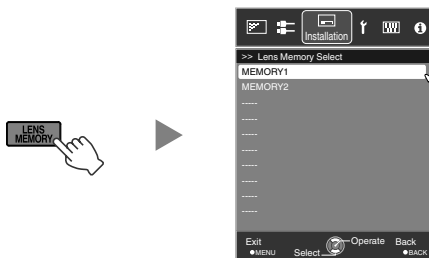 LENS
MEMORY
Installation
>> Lens Memory Select
MEMORY1
MEMORY2
-----
-----
-----
-----
-----
-----
-----
-----
Exit
MENU
Select
Operate
Back
BACK